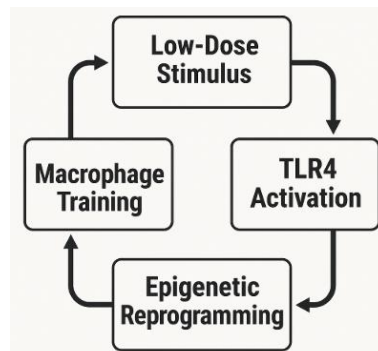 Low-Dose
Stimulus
TLR4
Activation
Epigenetic
Reprogramming
Macrophage
Training